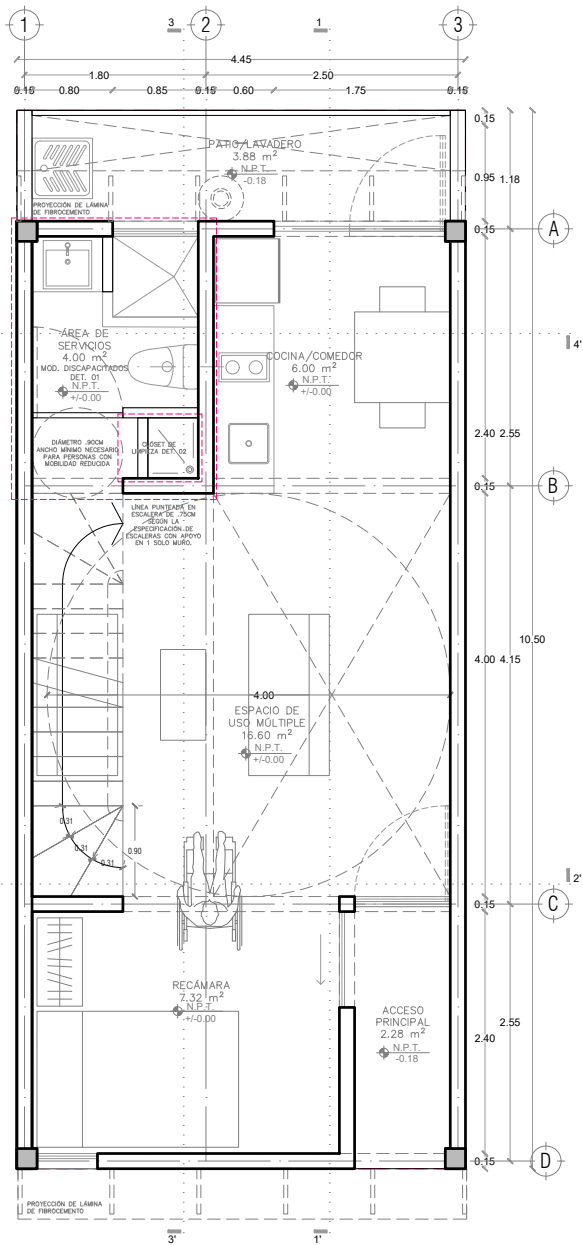 1
3
2
1
3
4.45
1.80
2.50
0.15
0.80
0.85
0.15
0.60
1.75
0.15
0.15
PATIO/LAVADERO
3.88 m²
N.P.T.
-0.18
0.95
1.18
PROYECCIÓN DE LÁMINA
DE FIBROCEMENTO
0.15
A
ÁREA DE
SERVICIOS
4.00 m²
MOD. DISCAPACITADOS
DET. 01
N.P.T.
+/-0.00
COCINA/COMEDOR
6.00 m²
N.P.T.
+/-0.00
4'
2.40
2.55
DIÁMETRO .90CM
ANCHO MÍNIMO NECESARIO
PARA PERSONAS CON
MOBILIDAD REDUCIDA
CLÓSET DE
LIMPIEZA DET. 02
0.15
B
LÍNEA PUNTEADA EN
ESCALERA DE .75CM
SEGÚN LA
ESPECIFICACIÓN DE
ESCALERAS CON APOYO
EN 1 SOLO MURO.
10.50
4.00
4.15
4.00
ESPACIO DE
USO MÚLTIPLE
16.60 m²
N.P.T.
+/-0.00
0.31
0.31
0.31
0.90
2'
0.15
C
RECÁMARA
7.32 m²
N.P.T.
+/-0.00
ACCESO
PRINCIPAL
2.28 m²
N.P.T.
-0.18
2.40
2.55
0.15
D
PROYECCIÓN DE LÁMINA
DE FIBROCEMENTO
3'
1'